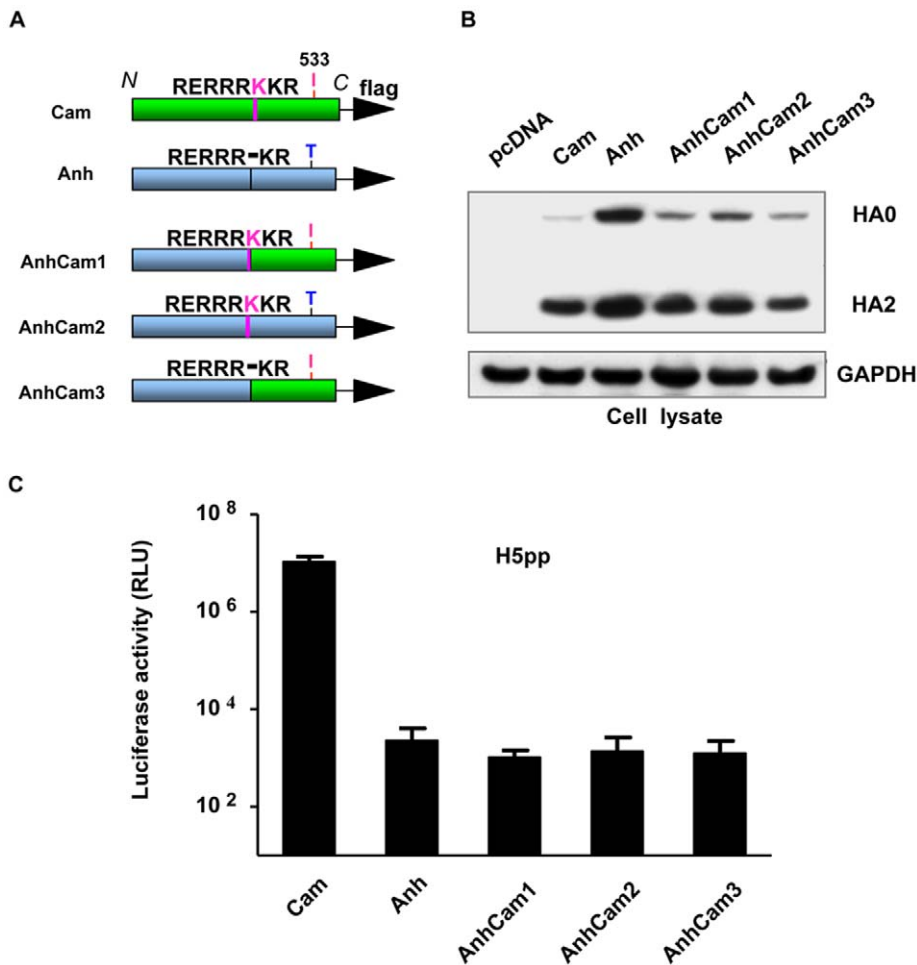 A
533
N RERRRKKR C flag
Cam
RERRR-KR T
Anh
RERRRKKR I
AnhCam1
RERRRKKR T
AnhCam2
RERRR-KR I
AnhCam3
B
pcDNA Cam Anh AnhCam1 AnhCam2 AnhCam3
HA0
HA2
GAPDH
Cell lysate
C
Luciferase activity (RLU)
10 8
10 6
10 4
10 2
H5pp
Cam Anh AnhCam1 AnhCam2 AnhCam3